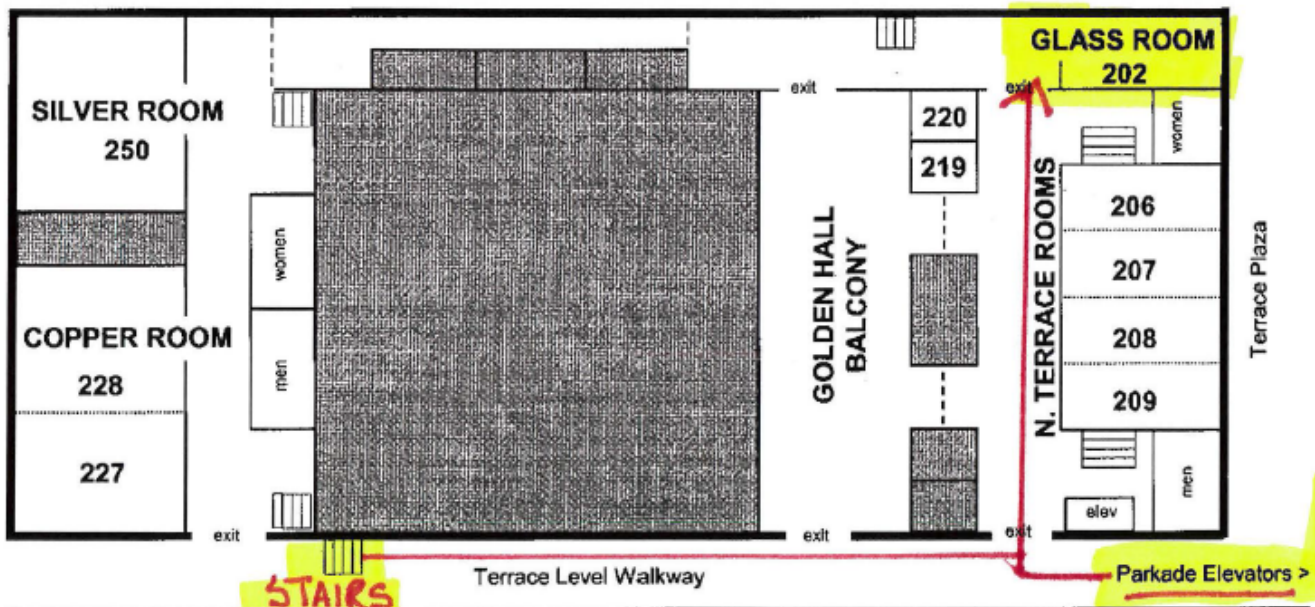 GLASS ROOM
202
exit
exit
SILVER ROOM
250
220
219
women
women
206
207
208
209
N. TERRACE ROOMS
Terrace Plaza
GOLDEN HALL
BALCONY
COPPER ROOM
228
227
men
men
elev
exit
exit
exit
STAIRS
Terrace Level Walkway
Parkade Elevators >